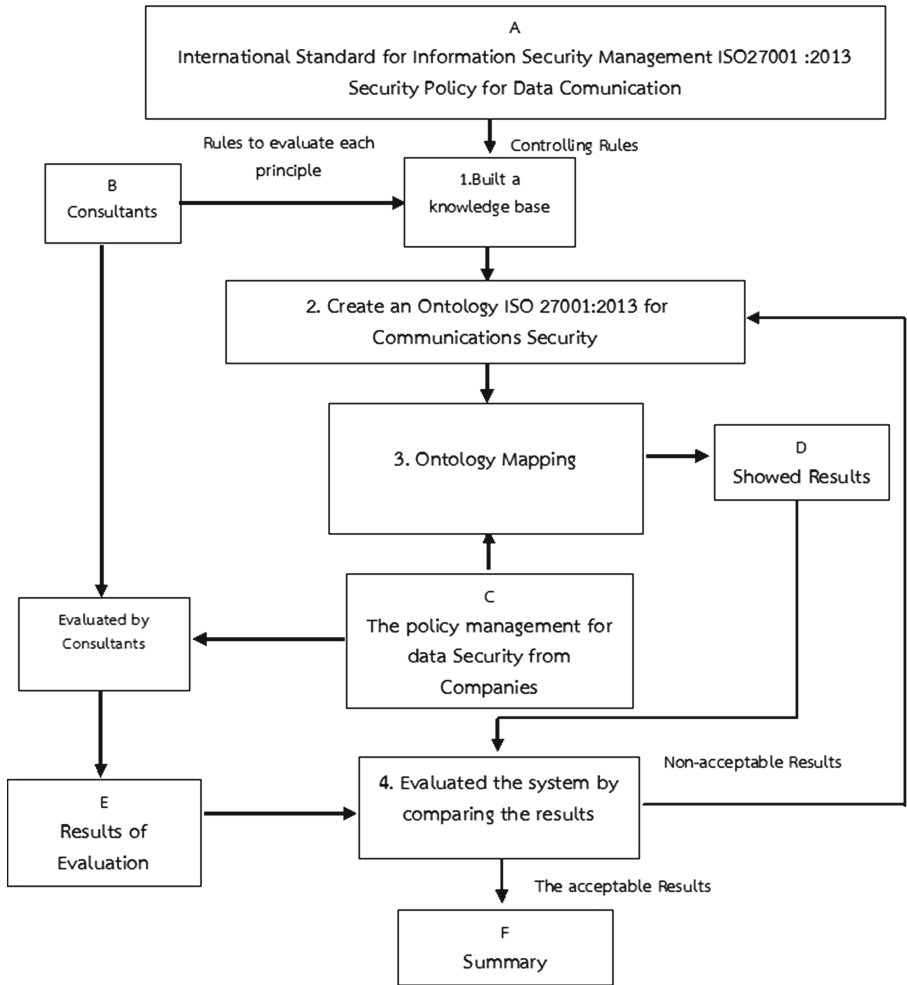 A
International Standard for Information Security Management ISO27001 :2013
Security Policy for Data Comunication
Rules to evaluate each
principle
Controlling Rules
B
Consultants
1.Built a
knowledge base
2. Create an Ontology ISO 27001:2013 for
Communications Security
3. Ontology Mapping
D
Showed Results
C
The policy management for
data Security from
Companies
Evaluated by
Consultants
Non-acceptable Results
4. Evaluated the system by
comparing the results
E
Results of
Evaluation
The acceptable Results
F
Summary